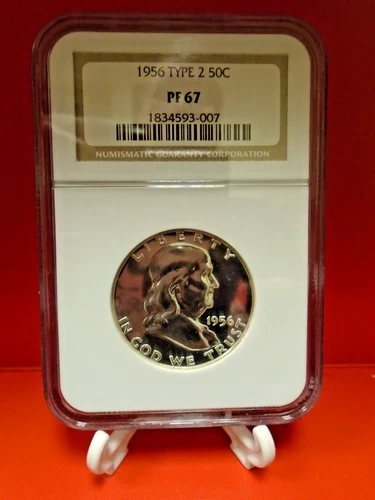 1956 TYPE 2 50C
PF 67
1834593-007
NUMISMATIC GUARANTY CORPORATION
LIBERTY
1956
IN GOD WE TRUST